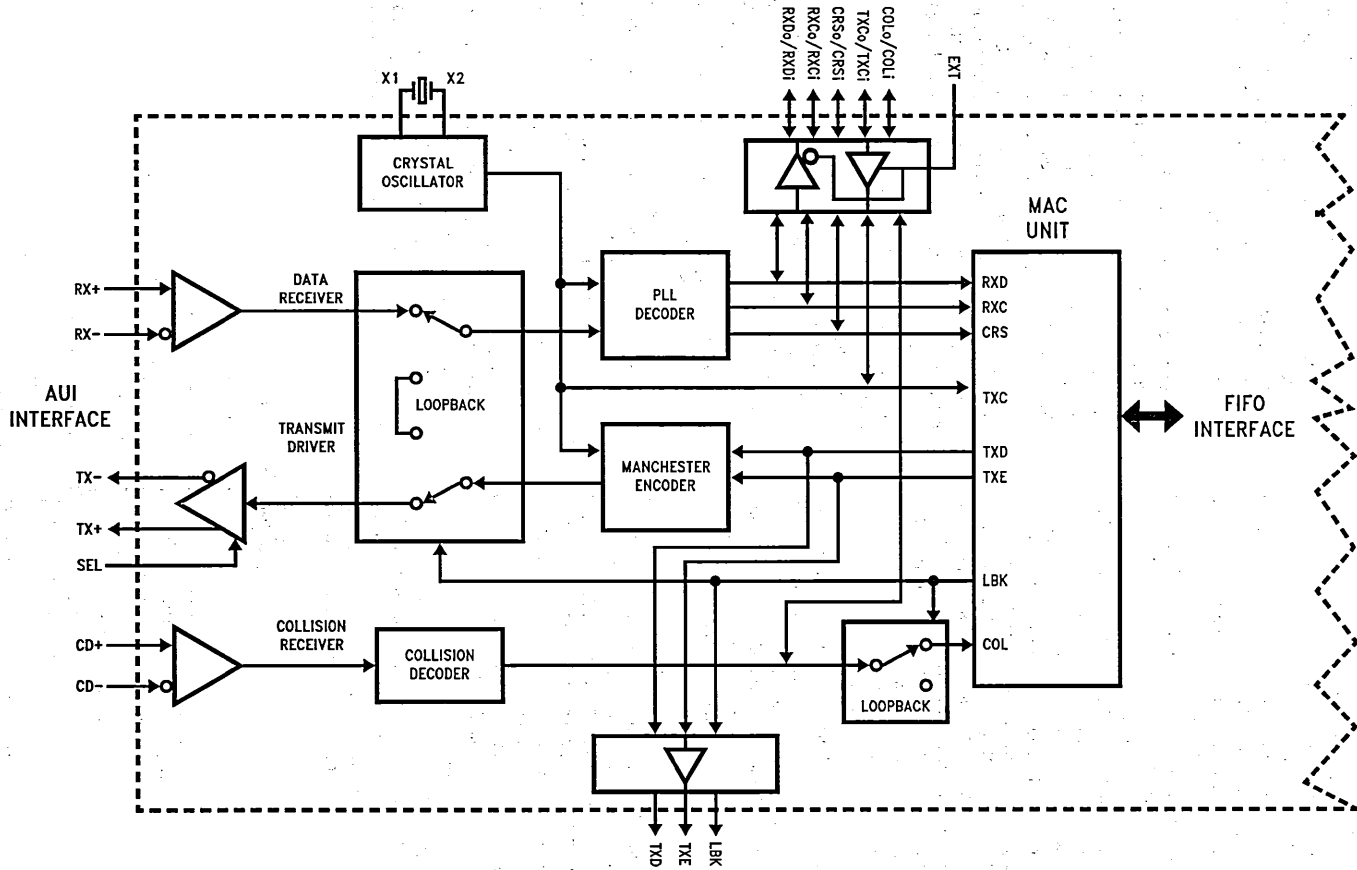 RXDo/RXDi
RXCo/RXCi
CRSo/CRSi
TXCo/TXCi
COLo/COLi
EXT
X1
X2
CRYSTAL
OSCILLATOR
MAC
UNIT
RX+
RX-
DATA
RECEIVER
PLL
DECODER
RXD
RXC
CRS
AUI
INTERFACE
LOOPBACK
TRANSMIT
DRIVER
TXC
FIFO
INTERFACE
MANCHESTER
ENCODER
TXD
TXE
TX-
TX+
SEL
LBK
CD+
CD-
COLLISION
RECEIVER
COLLISION
DECODER
COL
LOOPBACK
TXD
TXE
LBK